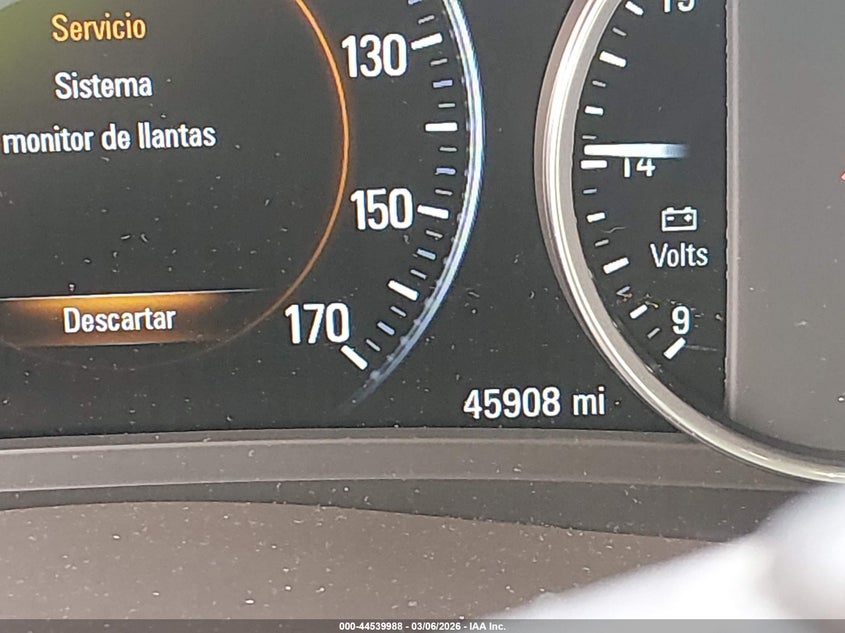 Servicio
Sistema
monitor de llantas
Descartar
130
150
170
45908 mi
19
14
Volts
9
000-44539988 - 03/06/2026 - IAA Inc.